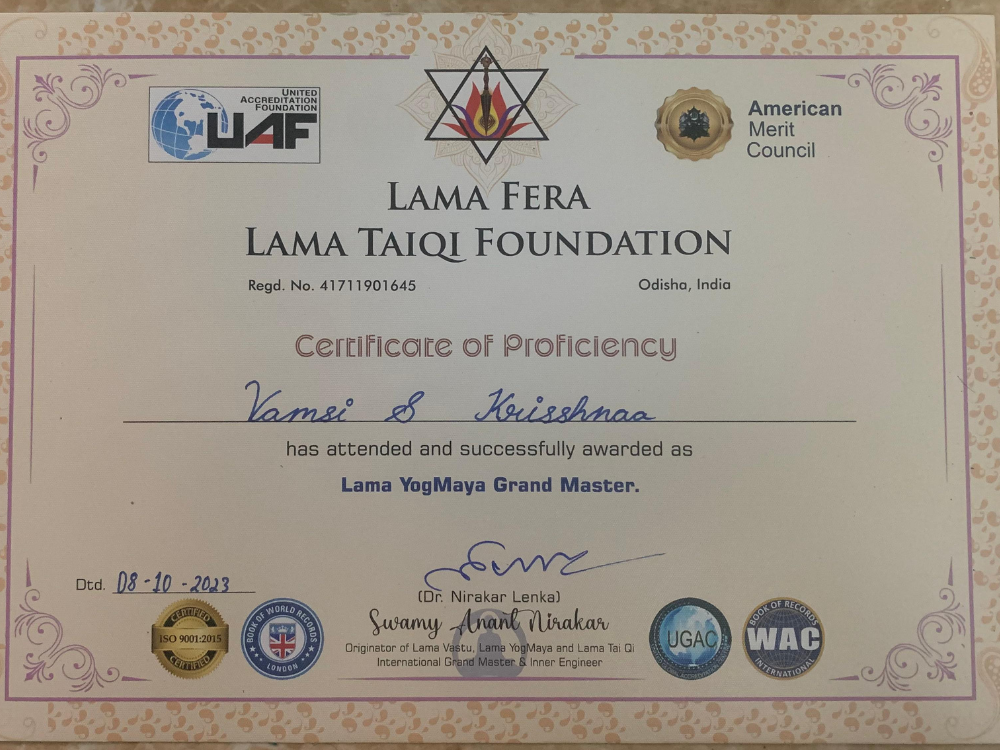 UNITED
ACCREDITATION
FOUNDATION
UAF
American
Merit
Council
LAMA FERA
LAMA TAIQI FOUNDATION
Regd. No. 41711901645
Odisha, India
Certificate of Proficiency
Vamsi S Krisshnaa
has attended and successfully awarded as
Lama YogMaya Grand Master.
Dtd. 08-10-2023
(Dr. Nirakar Lenka)
Swamy Anant Nirakar
Originator of Lama Vastu, Lama YogMaya and Lama Tai Qi
International Grand Master & Inner Engineer
CERTIFIED
ISO 9001:2015
CERTIFIED
BOOK OF WORLD RECORDS
LONDON
UGAC
BOOK OF RECORDS
WAC
INTERNATIONAL